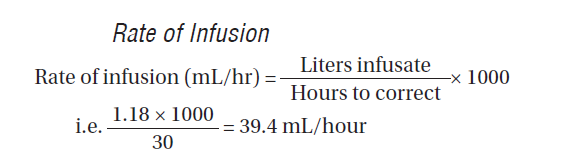 Rate of Infusion
Rate of infusion (mL/hr) = Liters infusate / Hours to correct × 1000
i.e. 1.18 × 1000 / 30 = 39.4 mL/hour